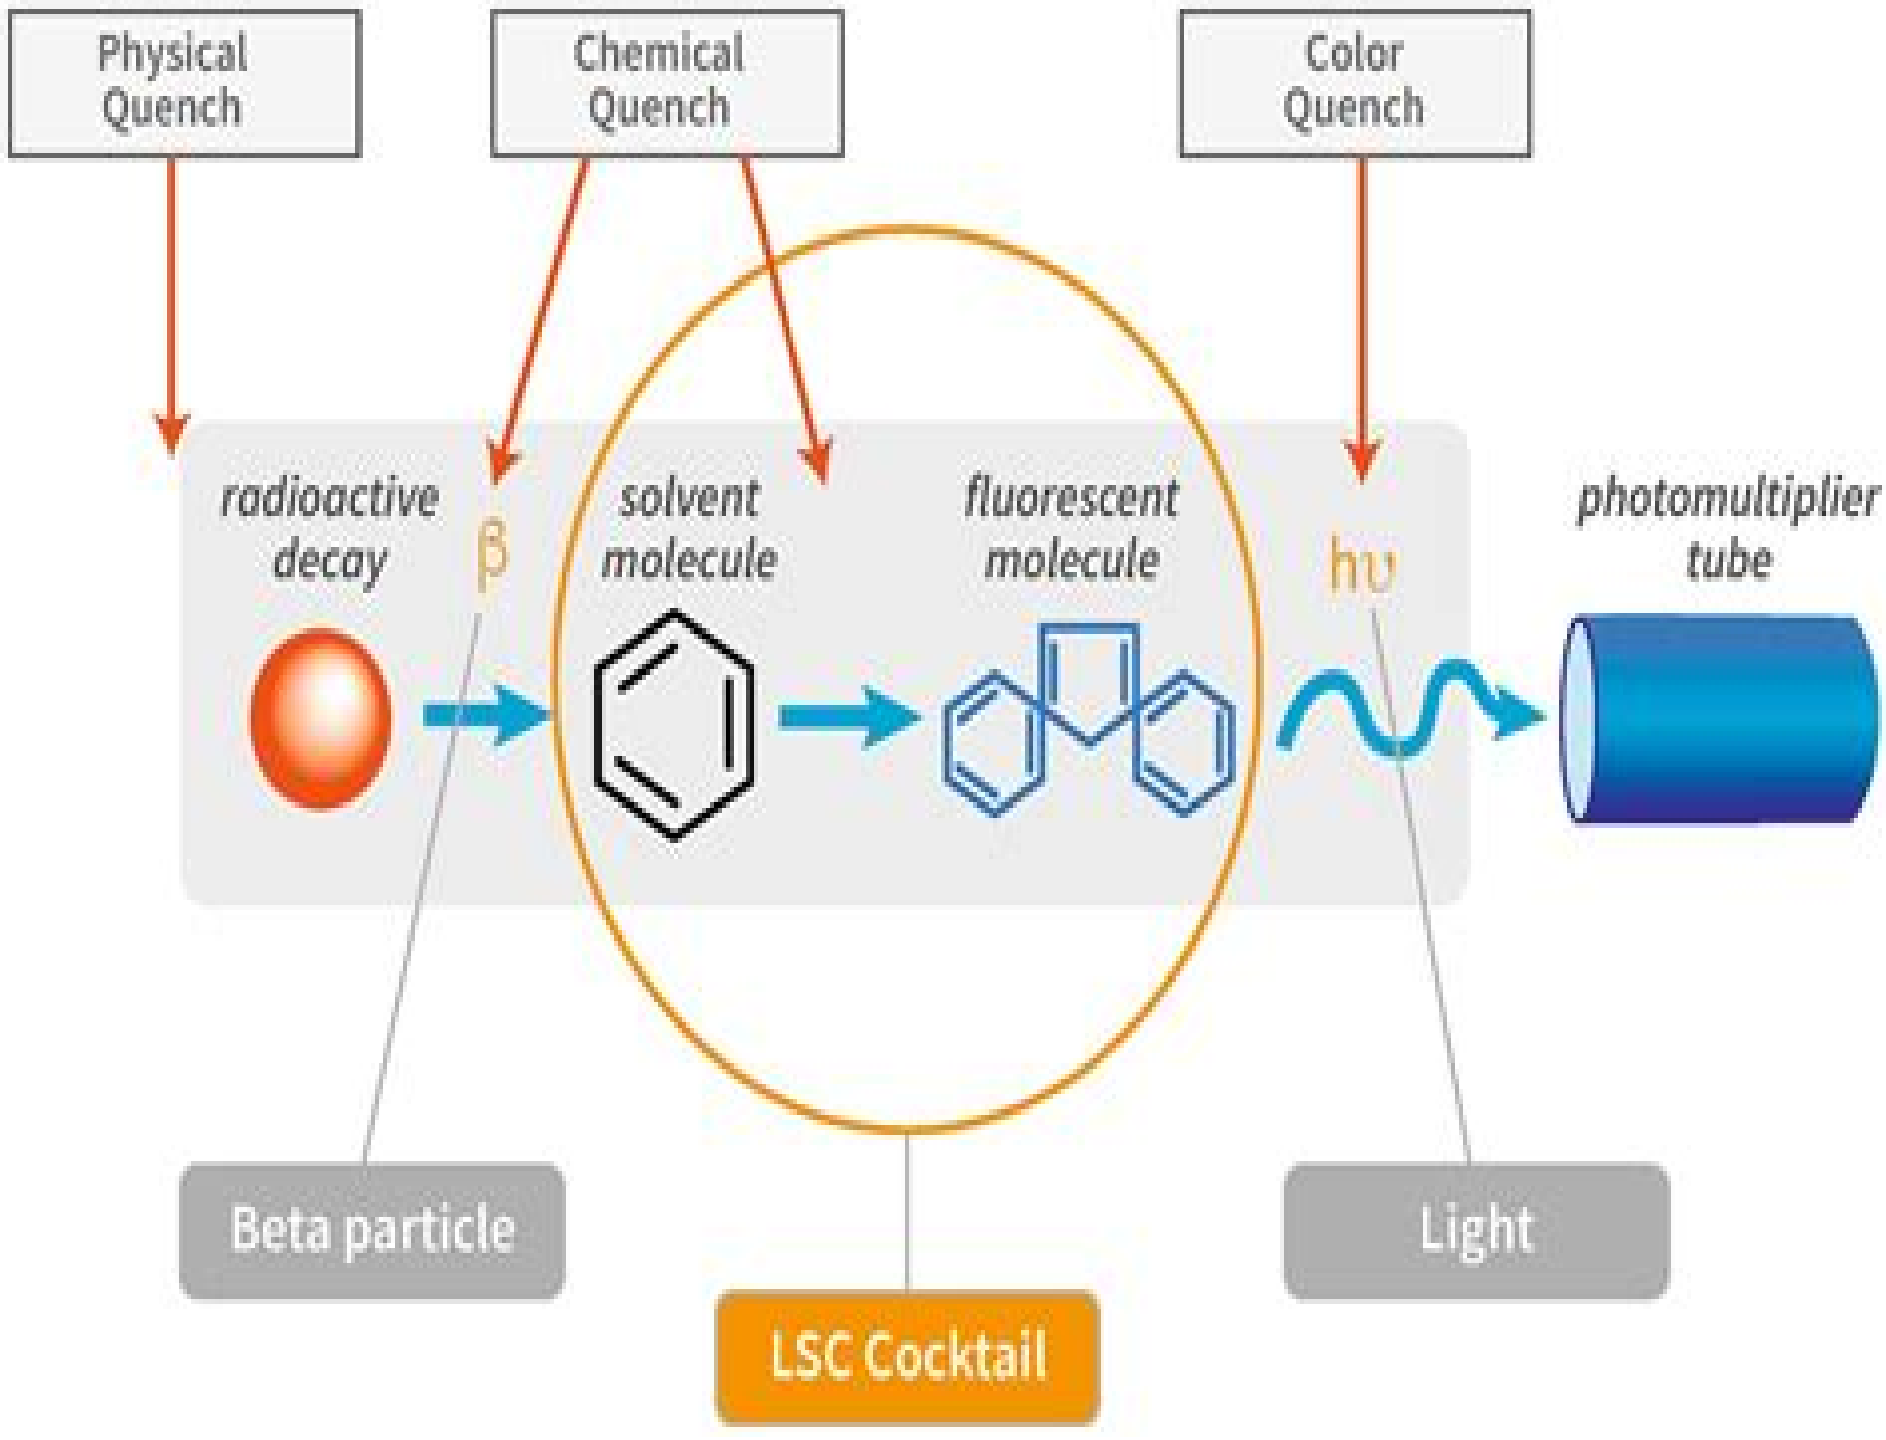 Physical
Quench
Chemical
Quench
Color
Quench
radioactive
decay
β
solvent
molecule
fluorescent
molecule
hυ
photomultiplier
tube
Beta particle
LSC Cocktail
Light